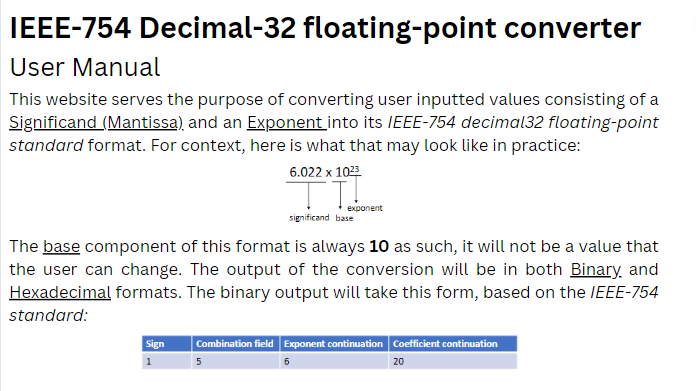 IEEE-754 Decimal-32 floating-point converter
User Manual
This website serves the purpose of converting user inputted values consisting of a
Significand (Mantissa) and an Exponent into its IEEE-754 decimal32 floating-point
standard format. For context, here is what that may look like in practice:
6.022 x 10²³
exponent
significand base
The base component of this format is always 10 as such, it will not be a value that
the user can change. The output of the conversion will be in both Binary and
Hexadecimal formats. The binary output will take this form, based on the IEEE-754
standard:
Sign Combination field Exponent continuation Coefficient continuation
1 5 6 20